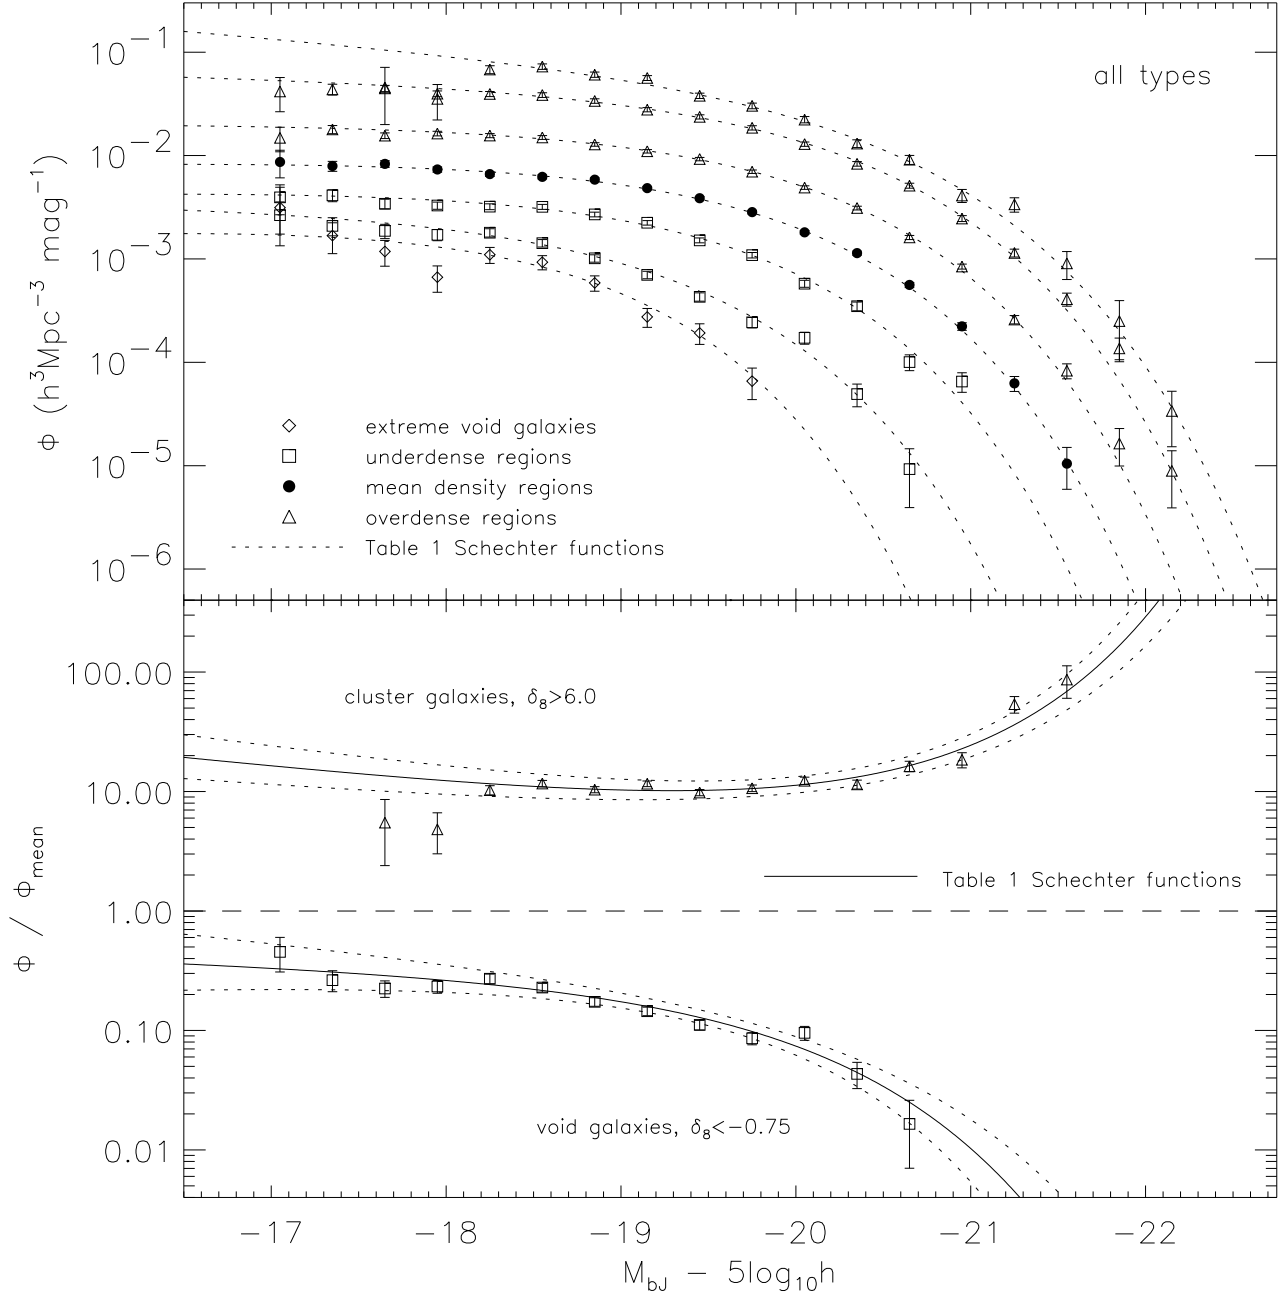 all types
10⁻¹
10⁻²
10⁻³
10⁻⁴
10⁻⁵
10⁻⁶
Φ (h³Mpc⁻³ mag⁻¹)
extreme void galaxies
underdense regions
mean density regions
overdense regions
Table 1 Schechter functions
100.00
10.00
1.00
0.10
0.01
Φ / Φmean
cluster galaxies, δ₈>6.0
Table 1 Schechter functions
void galaxies, δ₈<−0.75
−17 −18 −19 −20 −21 −22
M_bJ − 5log₁₀h